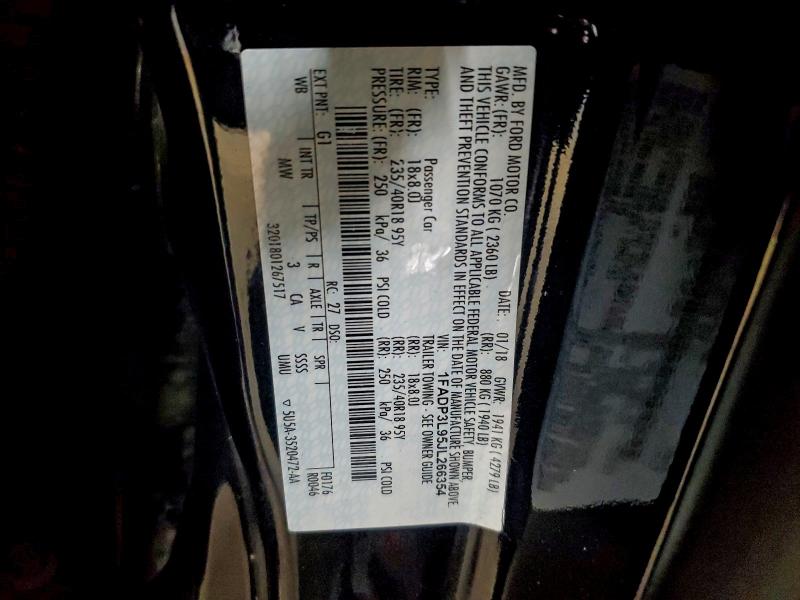 MFD. BY FORD MOTOR CO.
DATE: 01/18 GVWR: 1941 KG ( 4279 LB)
GAWR: (FR): 1070 KG ( 2360 LB) (RR): 880 KG ( 1940 LB)
THIS VEHICLE CONFORMS TO ALL APPLICABLE FEDERAL MOTOR VEHICLE SAFETY, BUMPER,
AND THEFT PREVENTION STANDARDS IN EFFECT ON THE DATE OF MANUFACTURE SHOWN ABOVE.
VIN: 1FADP3L95JL266354
TYPE: Passenger Car TRAILER TOWING - SEE OWNER GUIDE
RIM: (FR): 18x8.0J (RR): 18x8.0J
TIRE: (FR): 235/40R18 95Y (RR): 235/40R18 95Y
PRESSURE: (FR): 250 kPa/ 36 PSI COLD (RR): 250 kPa/ 36 PSI COLD
RC: 27 DSO: F0176
EXT PNT: G1 R0046
INT TR TP/PS R AXLE TR SPR
WB MW 3 CA V SSSS
3201801267517 UMU ▽ 5U5A-3520472-AA